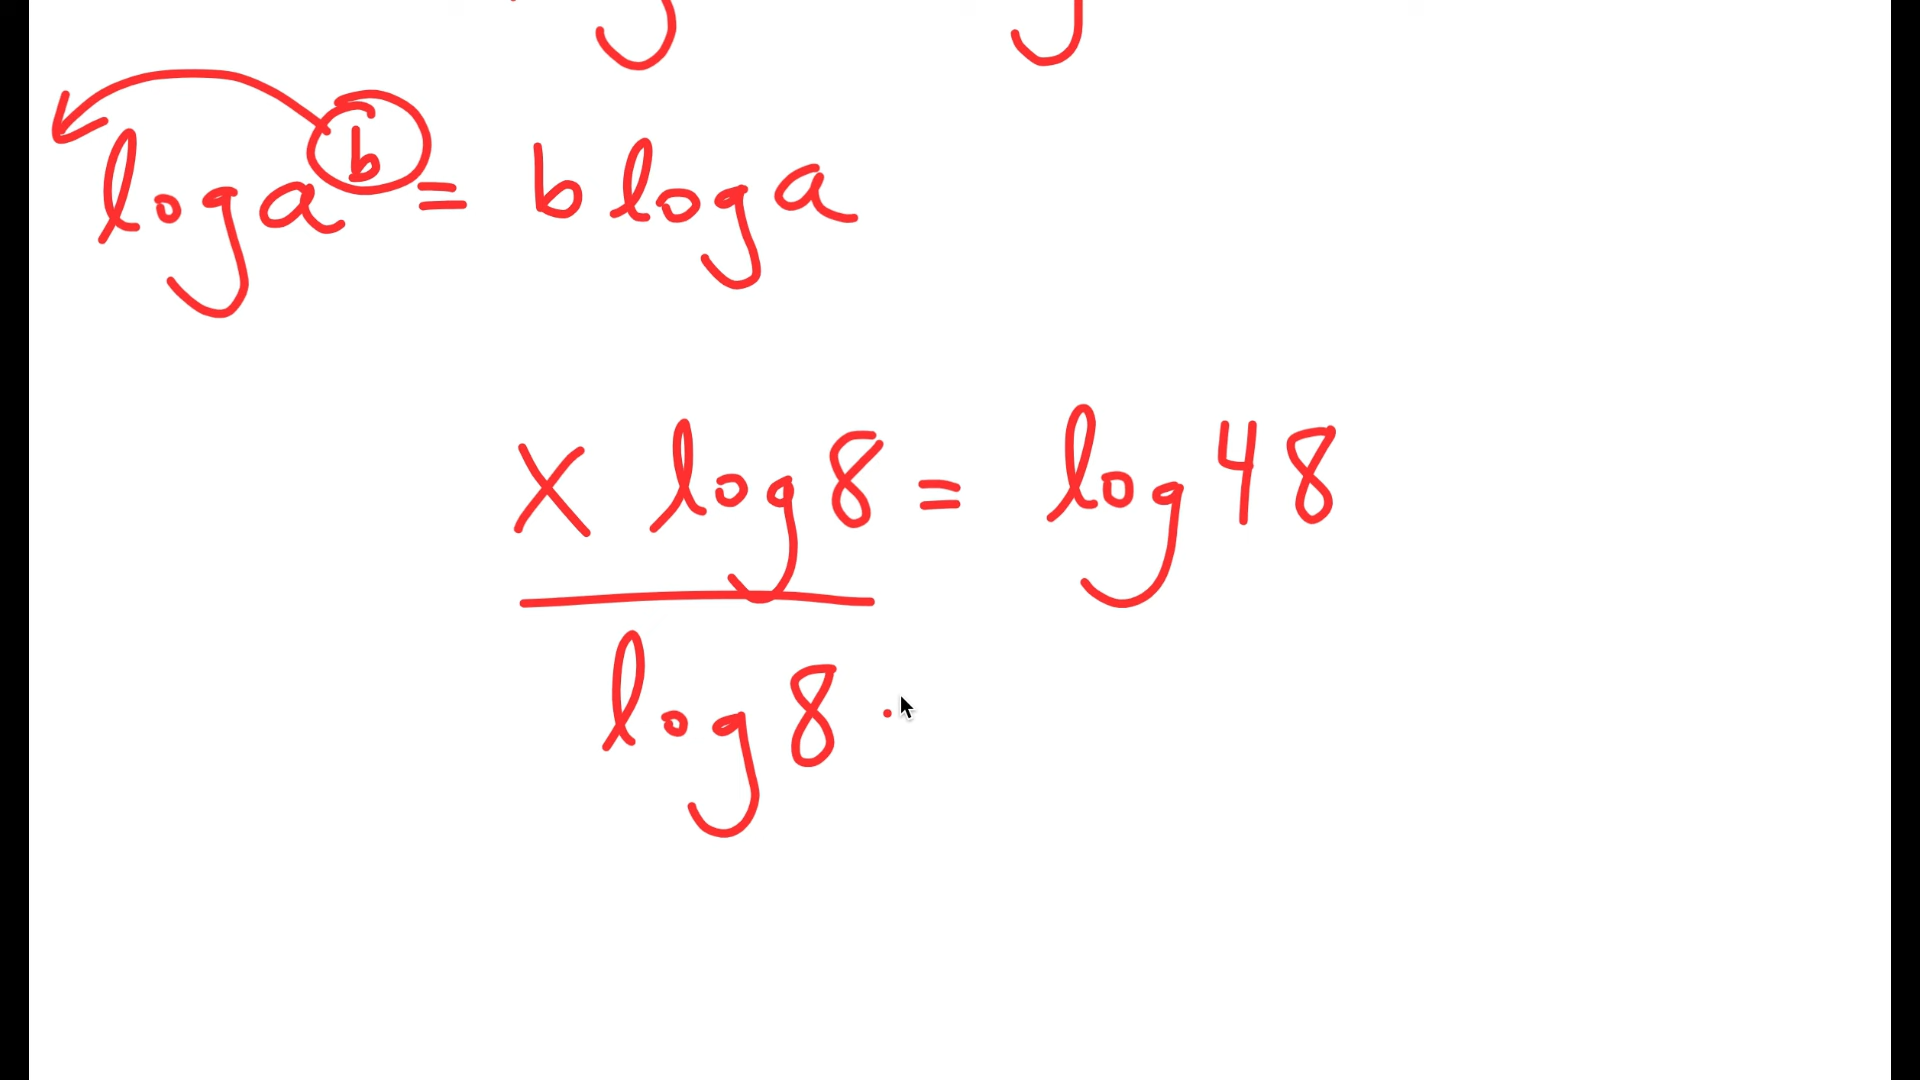 log a^b = b log a
x log 8 = log 48
log 8 .